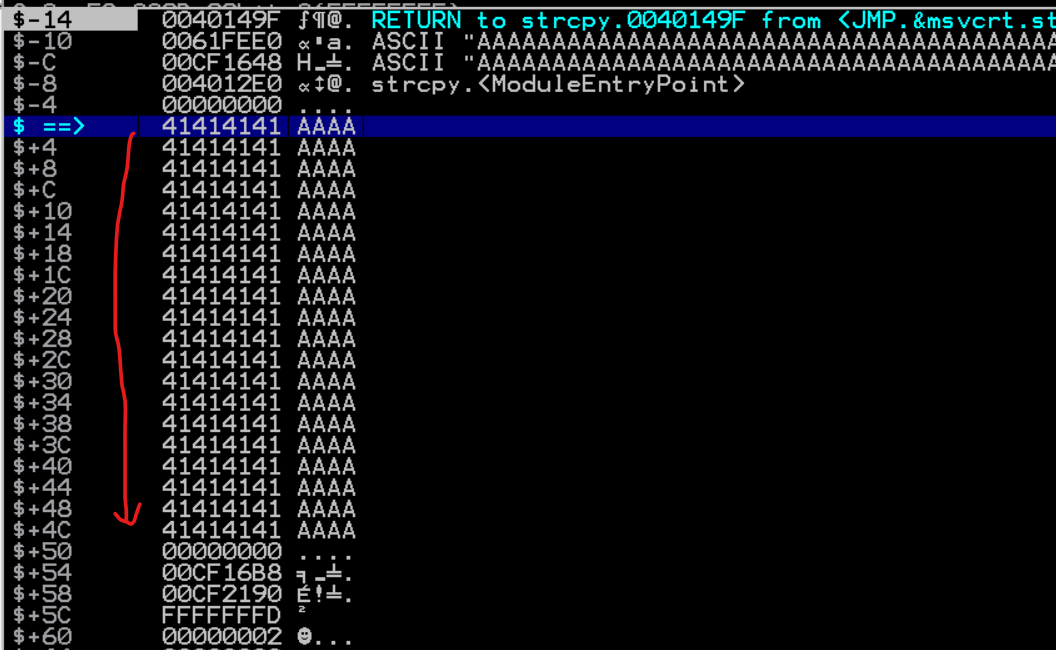 $-14 0040149F ƒ¶@. RETURN to strcpy.0040149F from <JMP.&msvcrt.st
$-10 0061FEE0 a. ASCII "AAAAAAAAAAAAAAAAAAAAAAAAAAAAAAAAAAAAAA
$-C 00CF1648 H_╧. ASCII "AAAAAAAAAAAAAAAAAAAAAAAAAAAAAAAAAAAAAA
$-8 004012E0 ∝↕@. strcpy.<ModuleEntryPoint>
$-4 00000000 ....
$ ==> 41414141 AAAA
$+4 41414141 AAAA
$+8 41414141 AAAA
$+C 41414141 AAAA
$+10 41414141 AAAA
$+14 41414141 AAAA
$+18 41414141 AAAA
$+1C 41414141 AAAA
$+20 41414141 AAAA
$+24 41414141 AAAA
$+28 41414141 AAAA
$+2C 41414141 AAAA
$+30 41414141 AAAA
$+34 41414141 AAAA
$+38 41414141 AAAA
$+3C 41414141 AAAA
$+40 41414141 AAAA
$+44 41414141 AAAA
$+48 41414141 AAAA
$+4C 41414141 AAAA
$+50 00000000 ....
$+54 00CF16B8 ╕_╧.
$+58 00CF2190 É!╧.
$+5C FFFFFFFD ²
$+60 00000002 ☻...